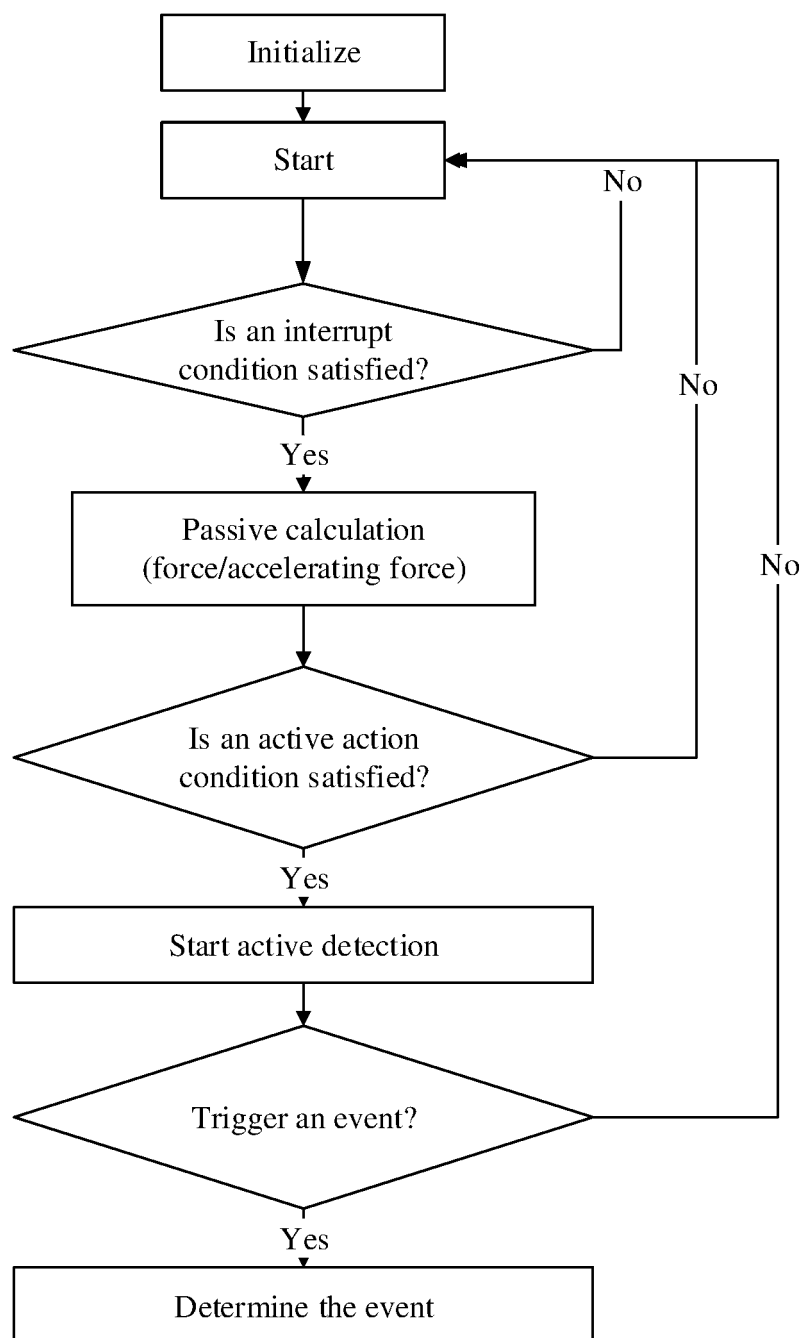 Initialize
Start
No
Is an interrupt
condition satisfied?
No
Yes
Passive calculation
(force/accelerating force)
No
Is an active action
condition satisfied?
Yes
Start active detection
Trigger an event?
Yes
Determine the event